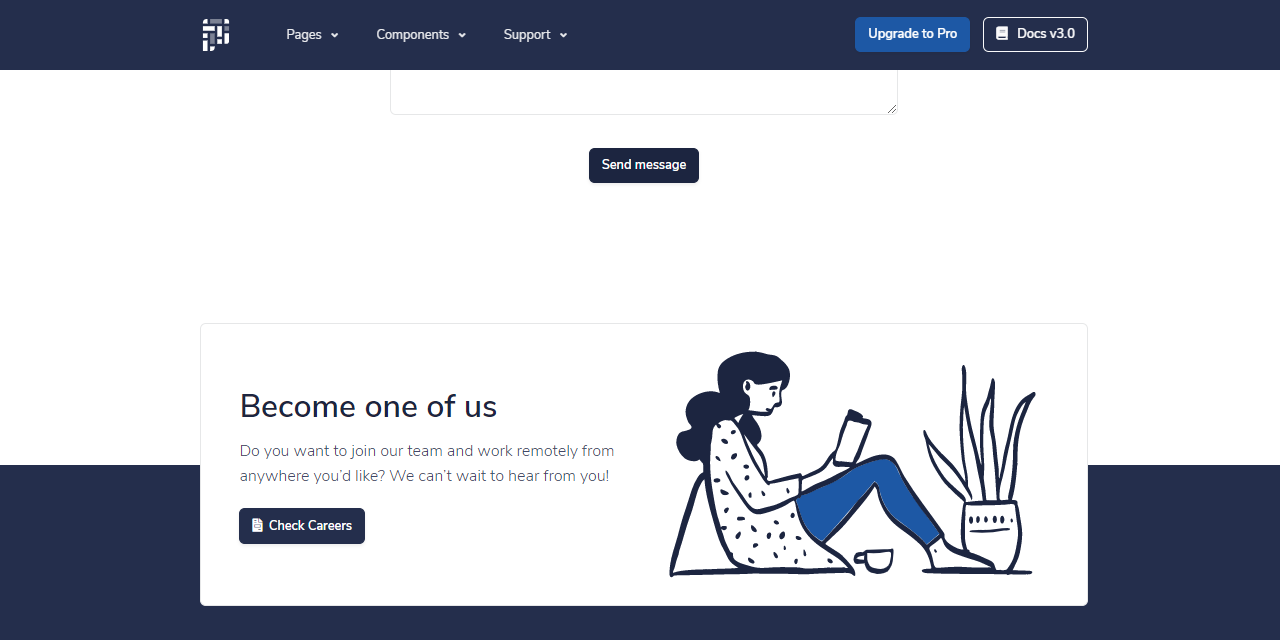 Pages
Components
Support
Upgrade to Pro
Docs v3.0
Send message
Become one of us
Do you want to join our team and work remotely from
anywhere you’d like? We can’t wait to hear from you!
Check Careers